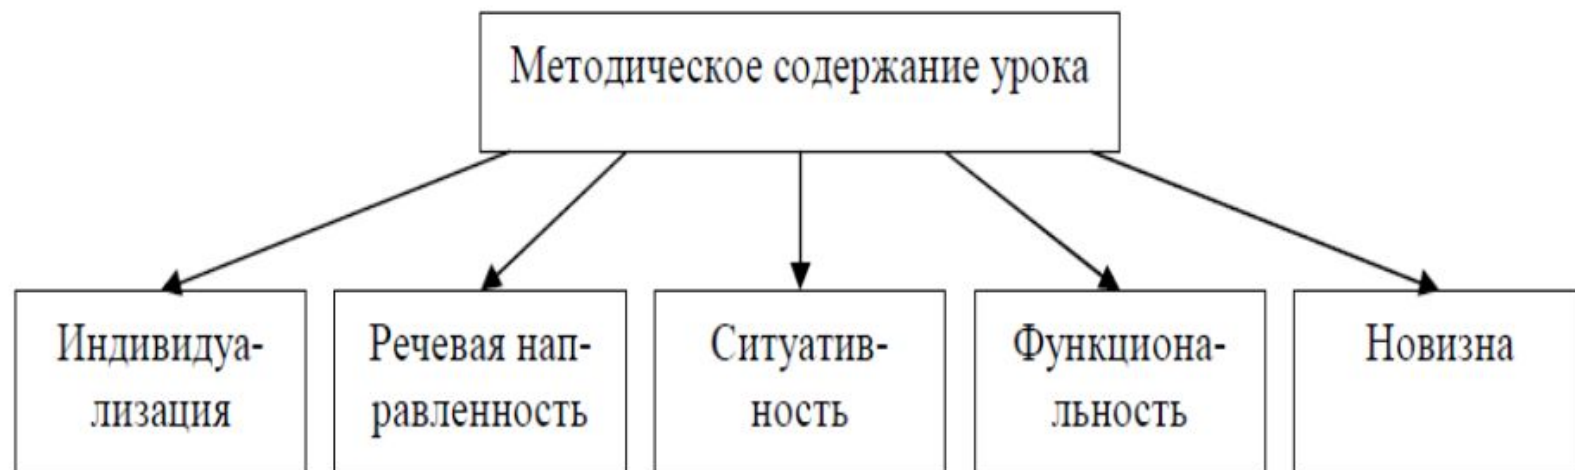 Методическое содержание урока
Индивидуа-
лизация
Речевая нап-
равленность
Ситуатив-
ность
Функциона-
льность
Новизна